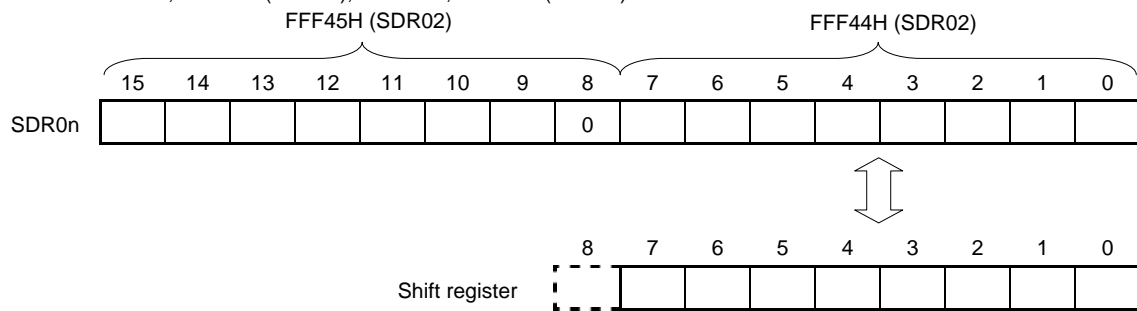 FFF45H (SDR02) FFF44H (SDR02)
15 14 13 12 11 10 9 8 7 6 5 4 3 2 1 0
SDR0n 0
8 7 6 5 4 3 2 1 0
Shift register